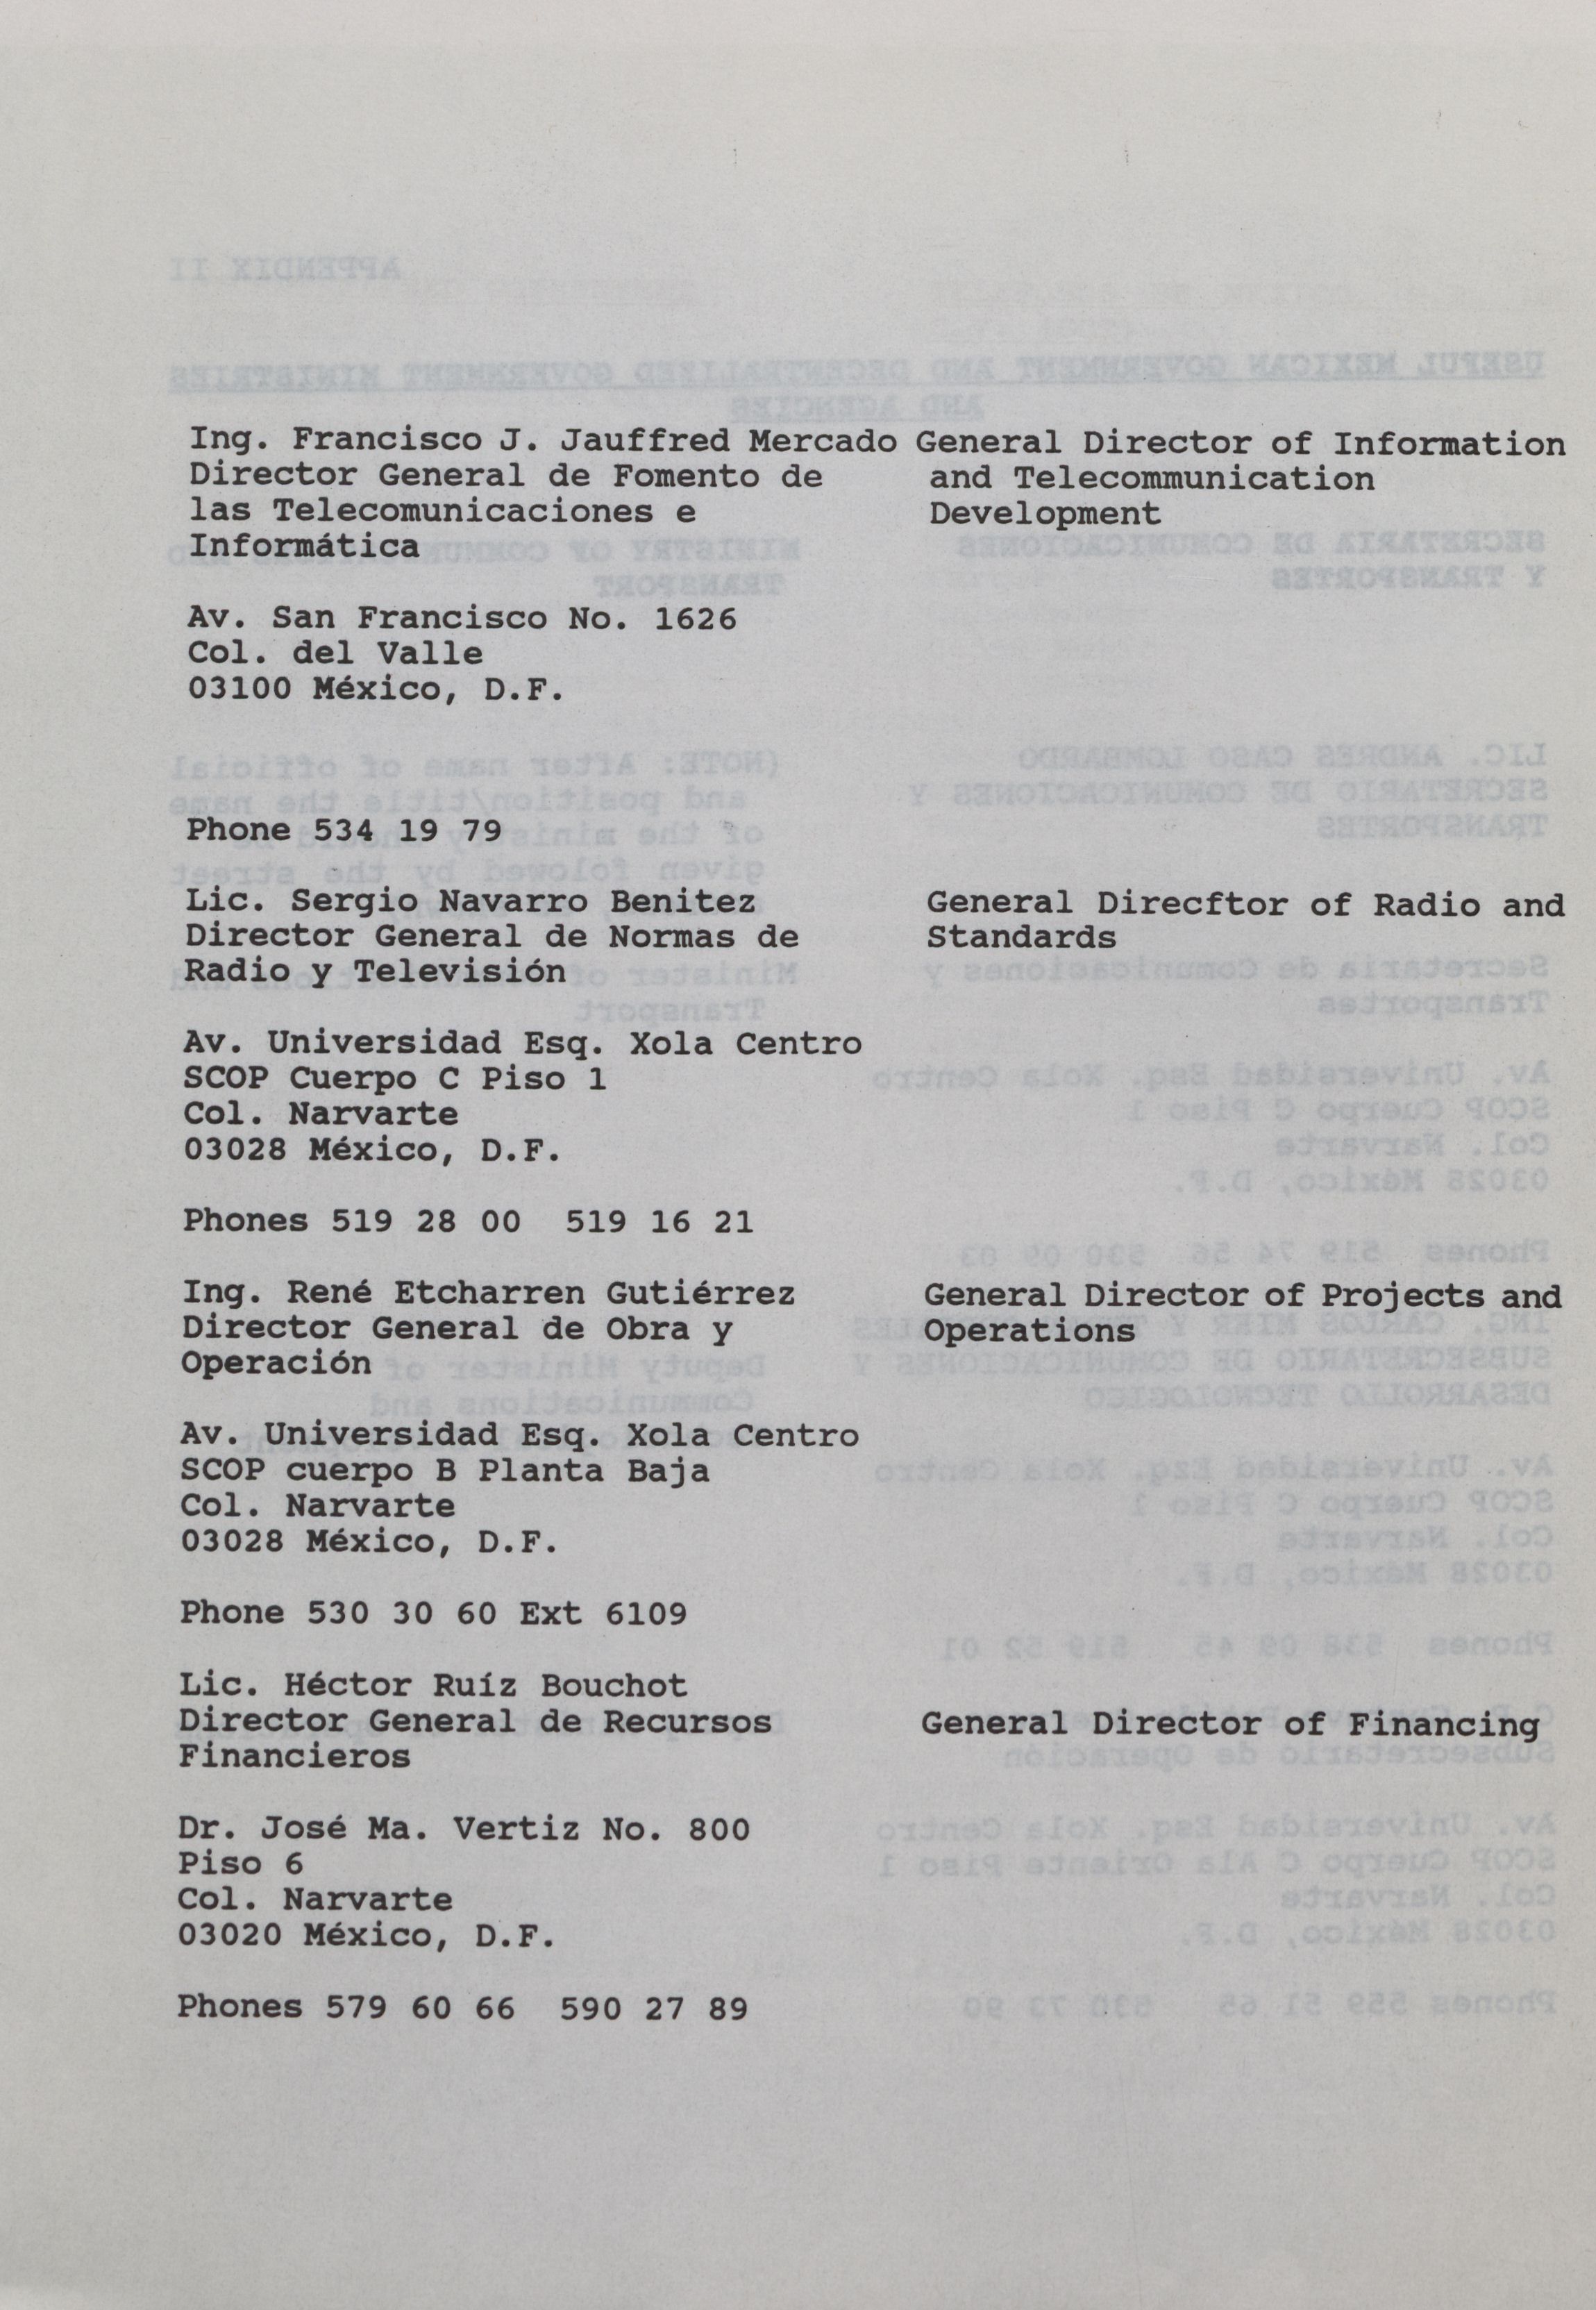 Ing. Francisco J. Jauffred Mercado General Director of Information
Director General de Fomento de and Telecommunication
las Telecomunicaciones e Development
Informática
Av. San Francisco No. 1626
Col. del Valle
03100 México, D.F.
Phone 534 19 79
Lic. Sergio Navarro Benitez General Direcftor of Radio and
Director General de Normas de Standards
Radio y Televisión
Av. Universidad Esq. Xola Centro
SCOP Cuerpo C Piso 1
Col. Narvarte
03028 México, D.F.
Phones 519 28 00 519 16 21
Ing. René Etcharren Gutiérrez General Director of Projects and
Director General de Obra y Operations
Operación
Av. Universidad Esq. Xola Centro
SCOP cuerpo B Planta Baja
Col. Narvarte
03028 México, D.F.
Phone 530 30 60 Ext 6109
Lic. Héctor Ruíz Bouchot
Director General de Recursos General Director of Financing
Financieros
Dr. José Ma. Vertiz No. 800
Piso 6
Col. Narvarte
03020 México, D.F.
Phones 579 60 66 590 27 89